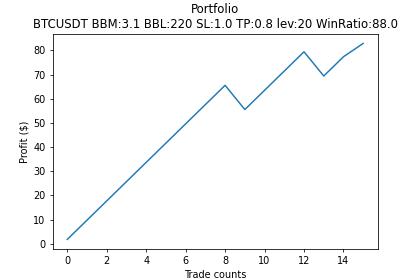 Portfolio
BTCUSDT BBM:3.1 BBL:220 SL:1.0 TP:0.8 lev:20 WinRatio:88.0
80
70
60
50
40
30
20
10
0
Profit ($)
0 2 4 6 8 10 12 14
Trade counts